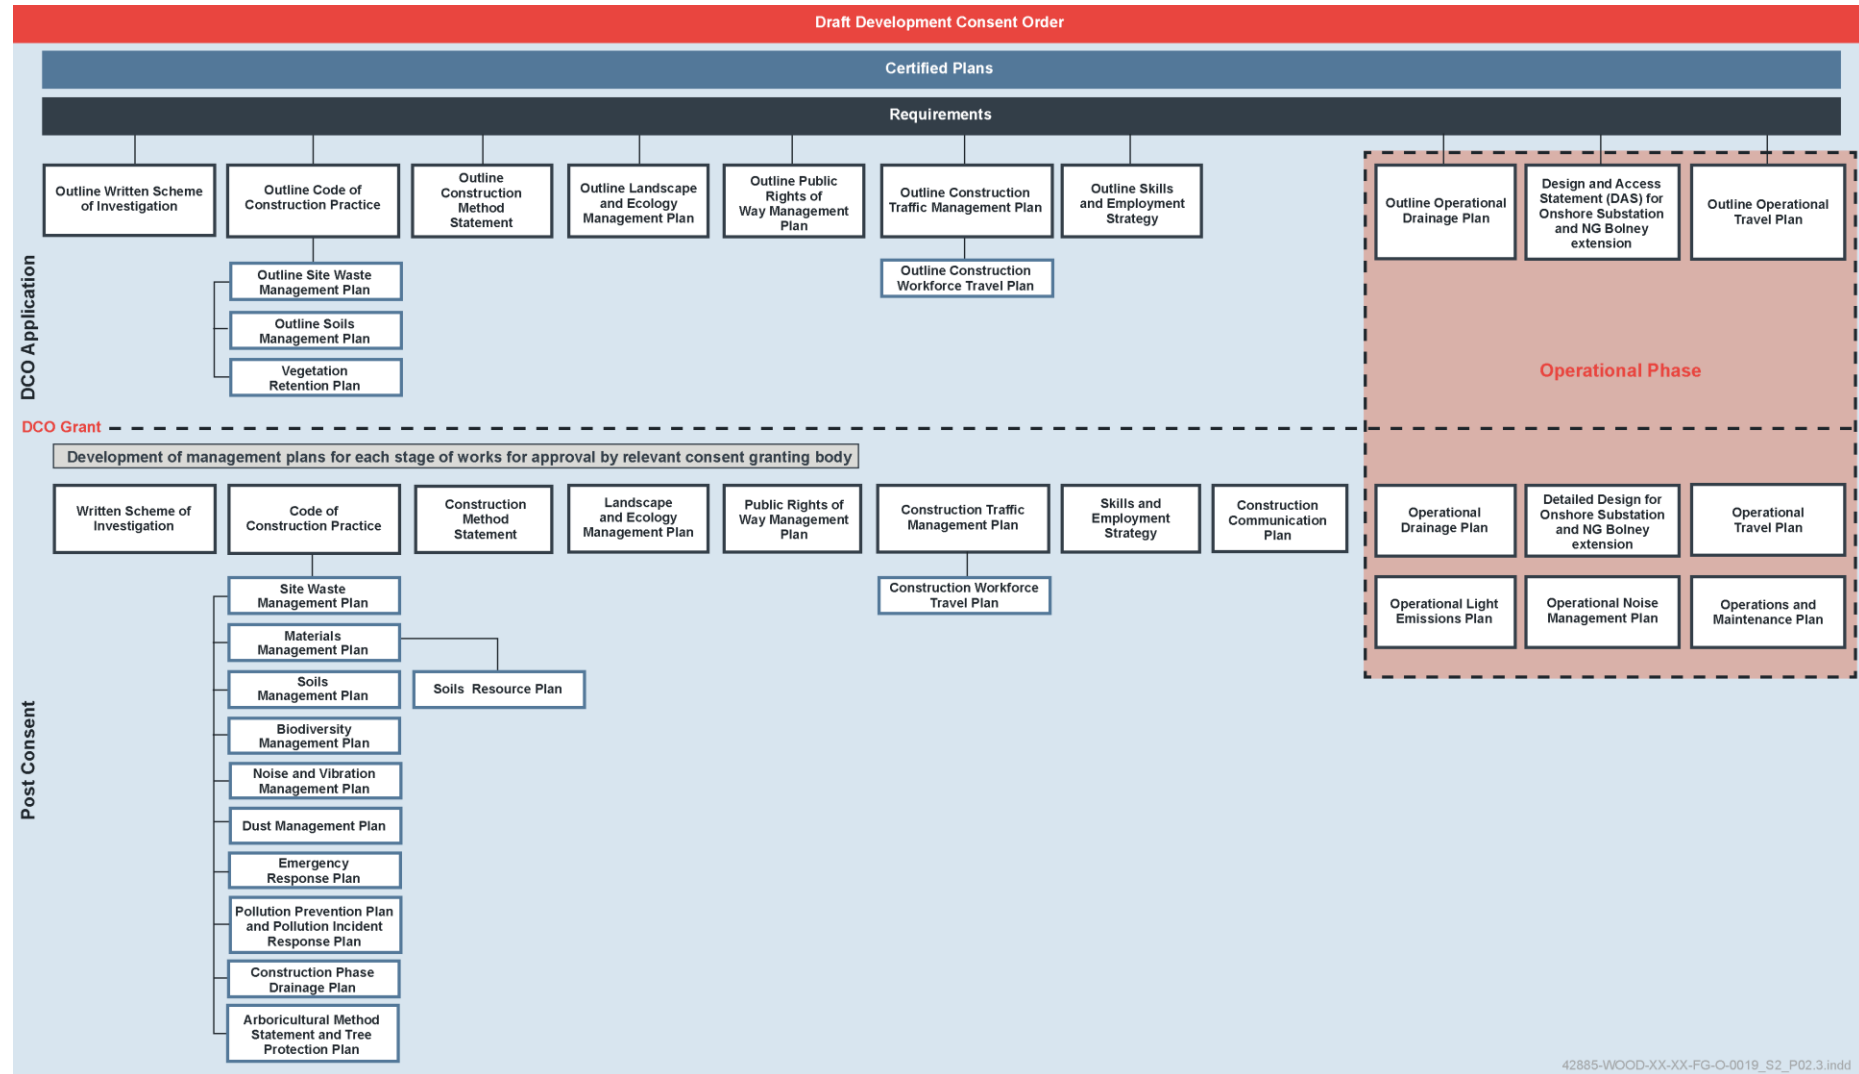 Draft Development Consent Order
Certified Plans
Requirements
Outline Written Scheme
of Investigation
Outline Code of
Construction Practice
Outline
Construction
Method
Statement
Outline Landscape
and Ecology
Management Plan
Outline Public
Rights of
Way Management
Plan
Outline Construction
Traffic Management Plan
Outline Skills
and Employment
Strategy
Outline Operational
Drainage Plan
Design and Access
Statement (DAS) for
Onshore Substation
and NG Bolney
extension
Outline Operational
Travel Plan
Outline Site Waste
Management Plan
Outline Soils
Management Plan
Vegetation
Retention Plan
Outline Construction
Workforce Travel Plan
DCO Application
Operational Phase
DCO Grant
Development of management plans for each stage of works for approval by relevant consent granting body
Written Scheme of
Investigation
Code of
Construction Practice
Construction
Method
Statement
Landscape
and Ecology
Management Plan
Public Rights of
Way Management
Plan
Construction Traffic
Management Plan
Skills and
Employment
Strategy
Construction
Communication
Plan
Operational
Drainage Plan
Detailed Design for
Onshore Substation
and NG Bolney
extension
Operational
Travel Plan
Site Waste
Management Plan
Materials
Management Plan
Soils
Management Plan
Soils Resource Plan
Biodiversity
Management Plan
Noise and Vibration
Management Plan
Dust Management Plan
Emergency
Response Plan
Pollution Prevention Plan
and Pollution Incident
Response Plan
Construction Phase
Drainage Plan
Arboricultural Method
Statement and Tree
Protection Plan
Construction Workforce
Travel Plan
Operational Light
Emissions Plan
Operational Noise
Management Plan
Operations and
Maintenance Plan
Post Consent
42885-WOOD-XX-XX-FG-O-0019_S2_P02.3.indd